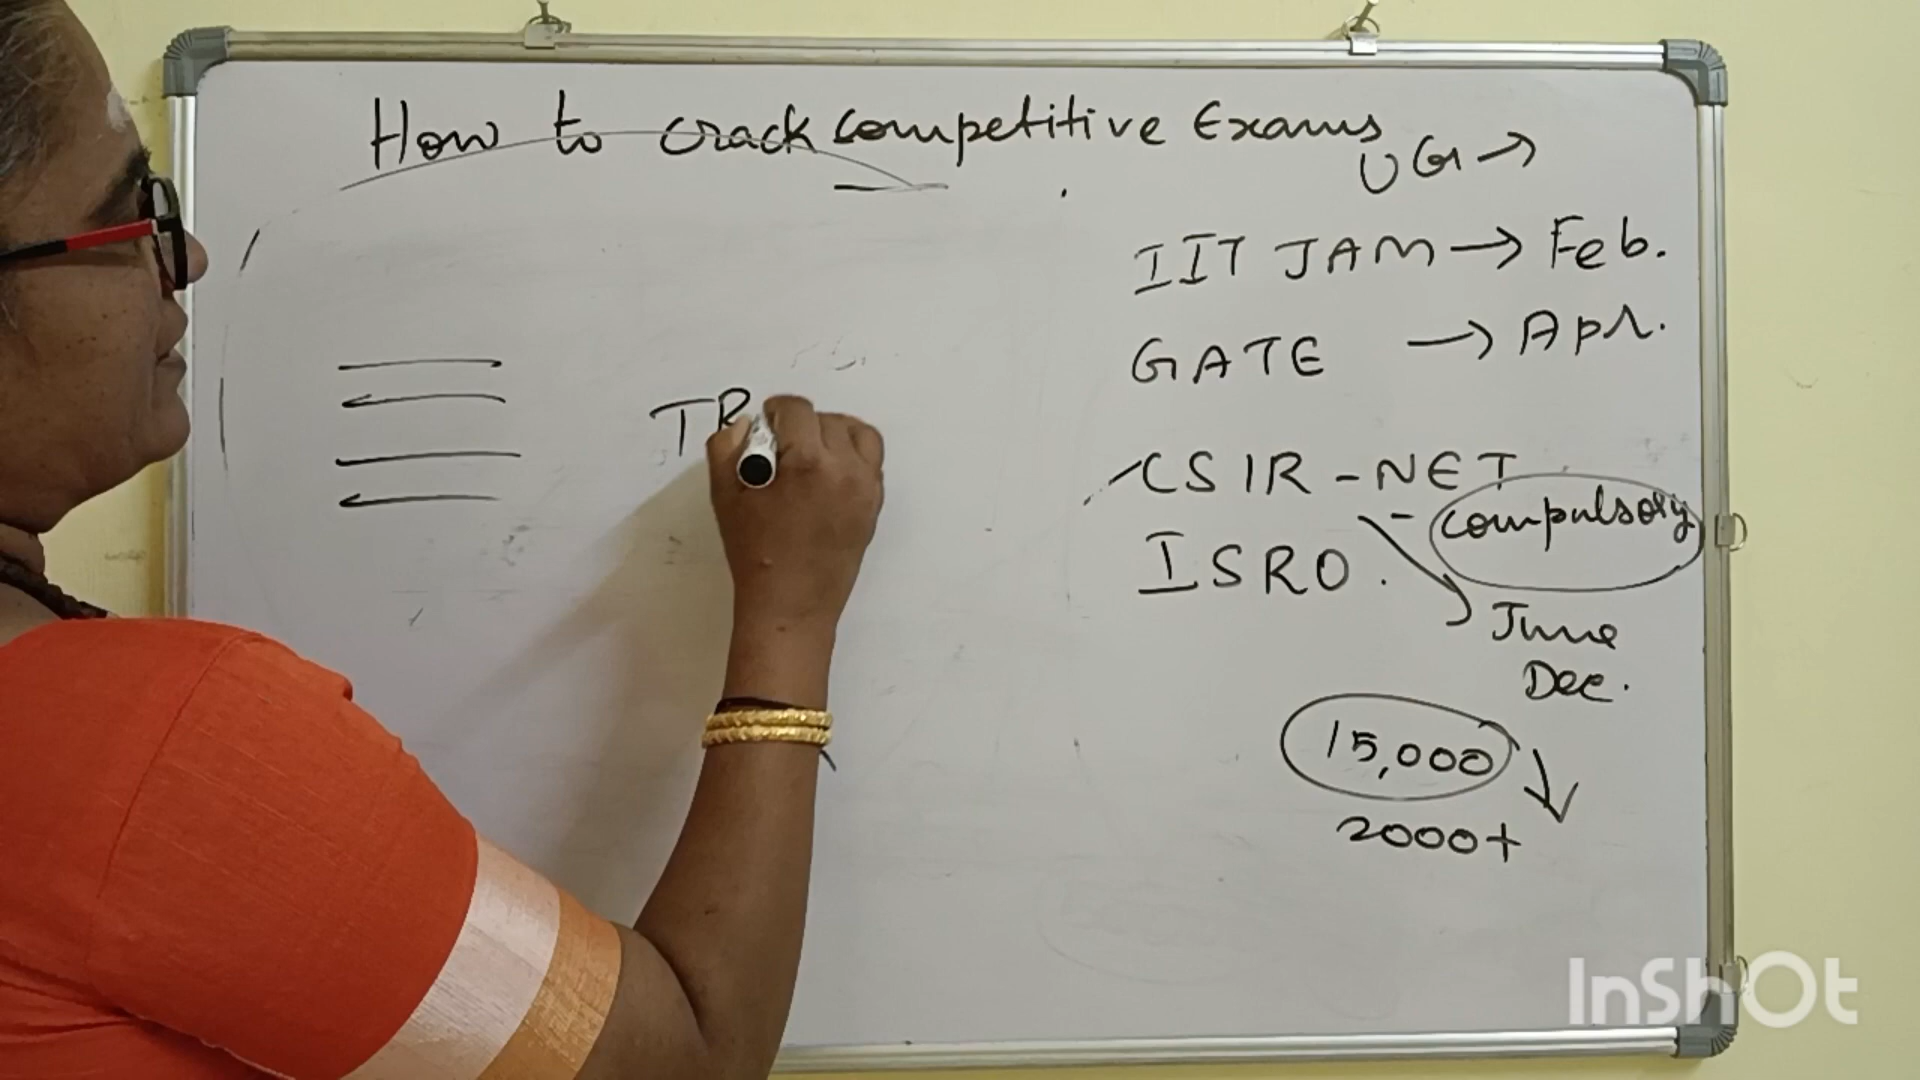 How to crack competitive Exams
UG →
IIT JAM → Feb.
GATE → Apr.
TR
CSIR - NET
- compulsory
ISRO.
June
Dec.
15,000
2000+
InShOt